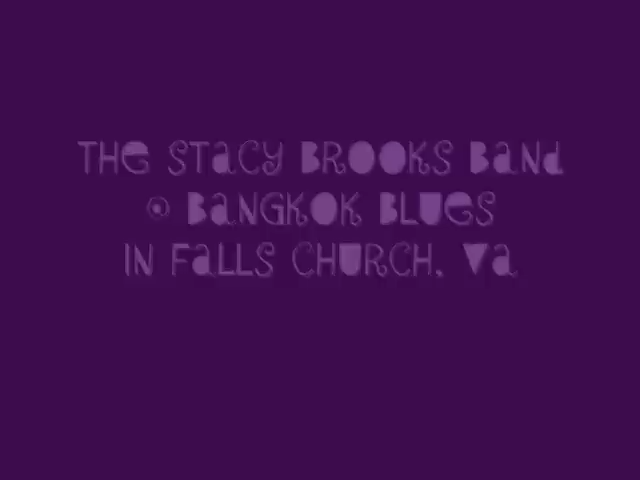 THE STACY BROOKS BAND
@ BANGKOK BLUES
IN FALLS CHURCH, VA